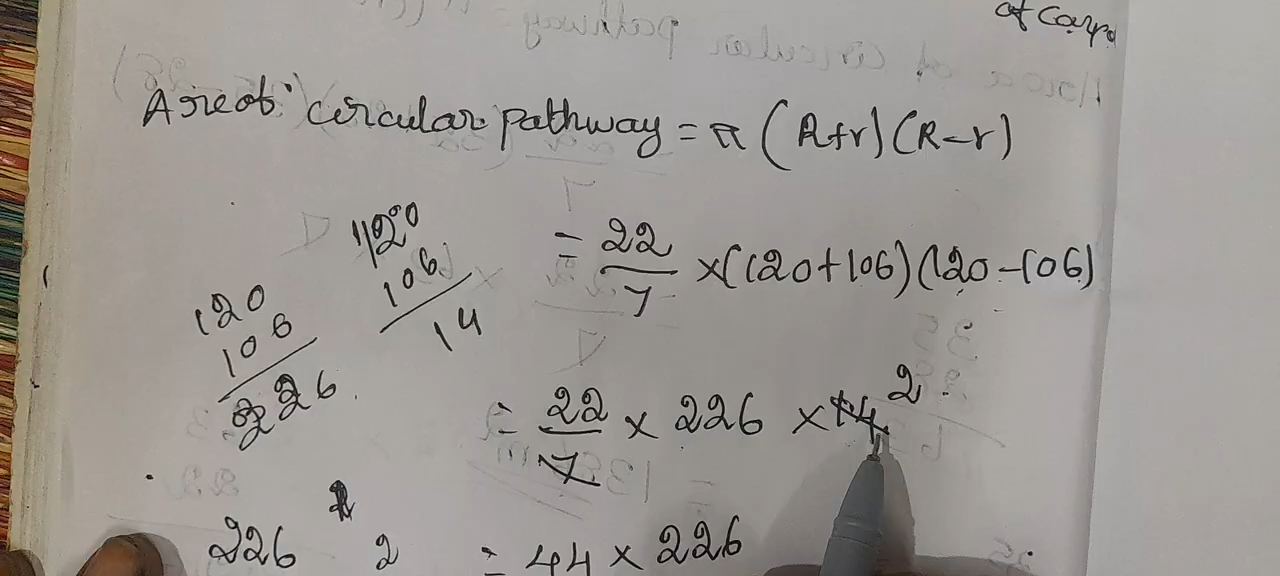 of Carp
Area of circular pathway = π (R+r) (R-r)
= 22/7 × (120+106) (120-106)
120
106
14
120
106
226
= 22/7 × 226 × 14 2
226 2
= 44 × 226